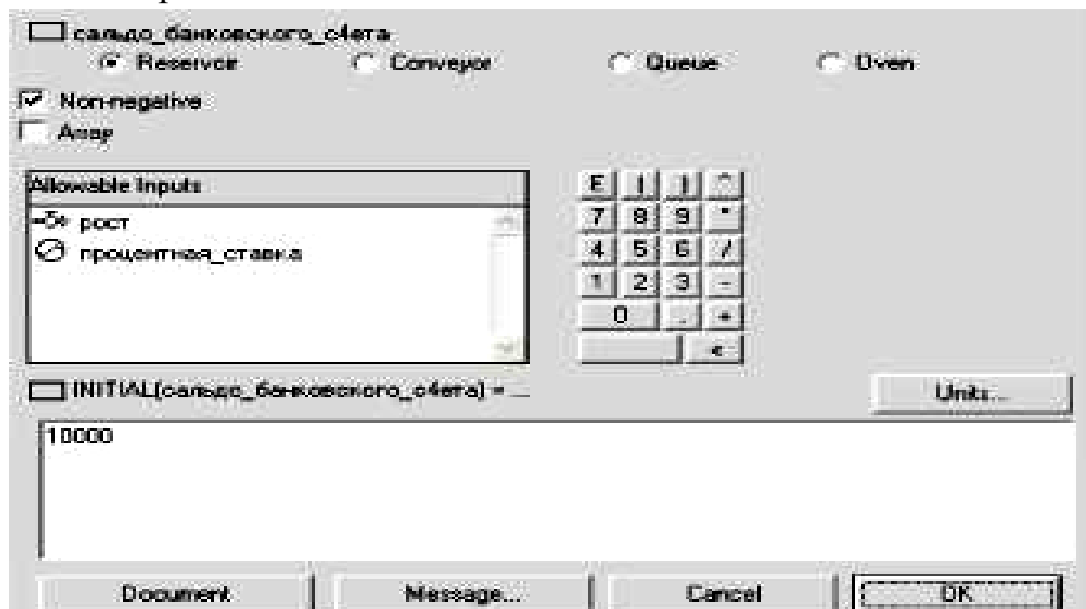 сальдо_банковского_с4ета
Reservoir Conveyor Queue Oven
Non-negative
Array
Allowable Inputs
рост
процентная_ставка
E ( ) ^
7 8 9 *
4 5 6 /
1 2 3 -
0 . +
INITIAL(сальдо_банковского_с4ета) = ...
Units...
10000
Document Message... Cancel OK